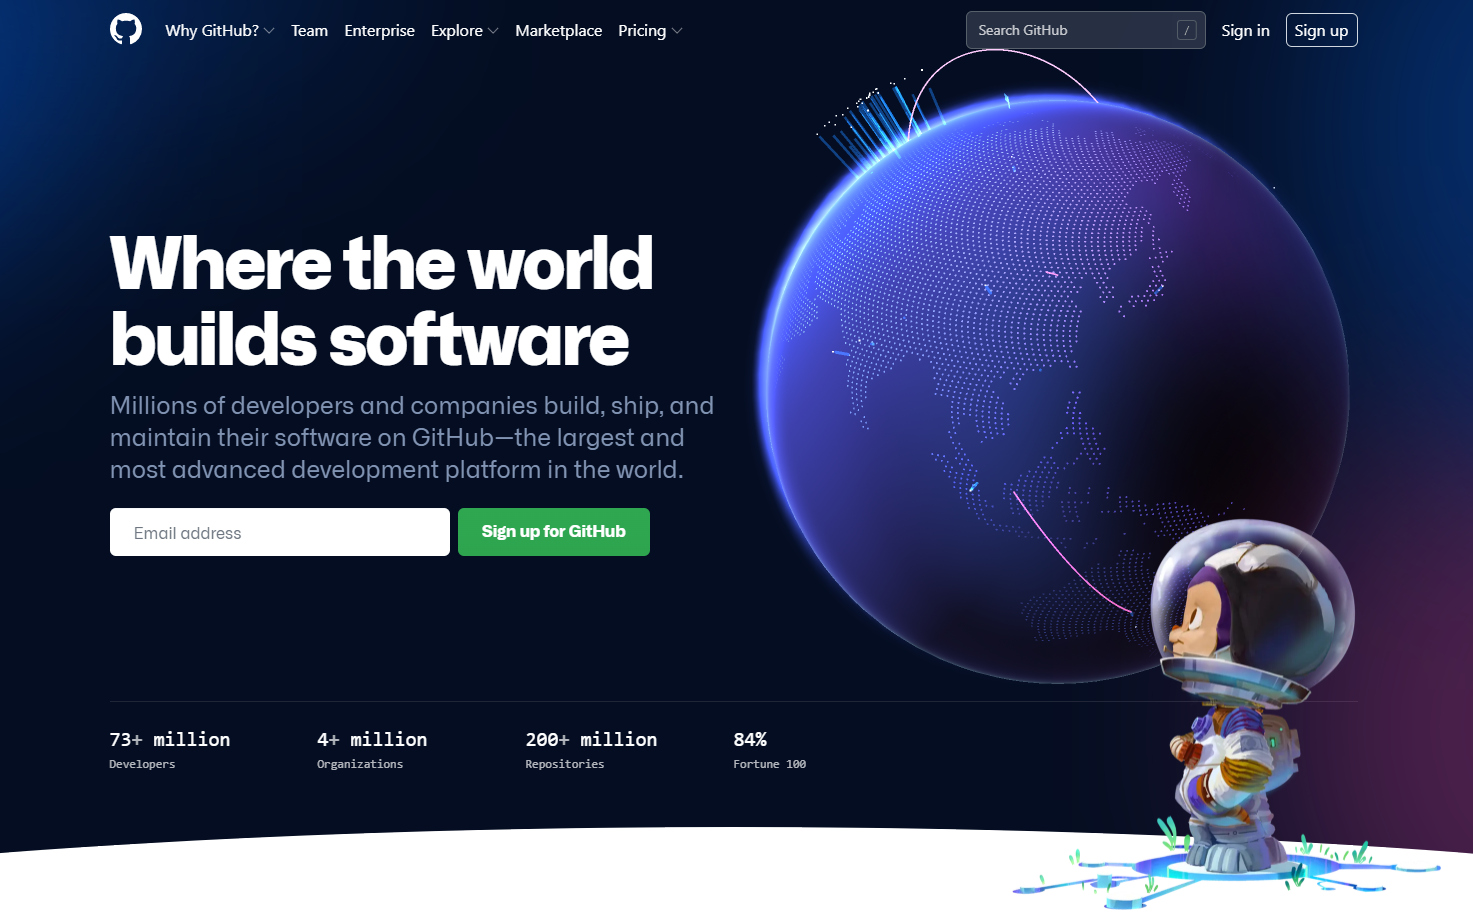 Why GitHub? Team Enterprise Explore Marketplace Pricing Search GitHub / Sign in Sign up
Where the world
builds software
Millions of developers and companies build, ship, and
maintain their software on GitHub—the largest and
most advanced development platform in the world.
Email address Sign up for GitHub
73+ million 4+ million 200+ million 84%
Developers Organizations Repositories Fortune 100